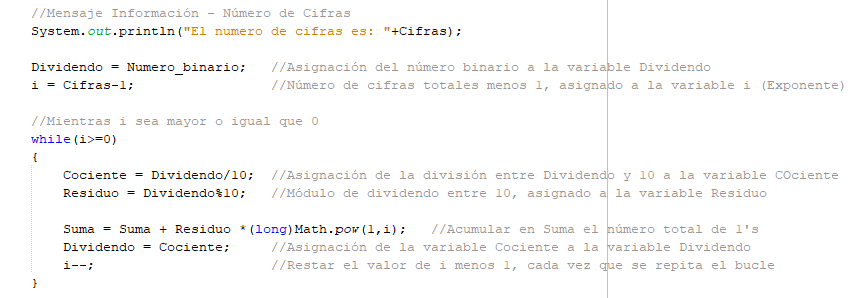 //Mensaje Información - Número de Cifras
System.out.println("El numero de cifras es: "+Cifras);
Dividendo = Numero_binario; //Asignación del número binario a la variable Dividendo
i = Cifras-1; //Número de cifras totales menos 1, asignado a la variable i (Exponente)
//Mientras i sea mayor o igual que 0
while(i>=0)
{
Cociente = Dividendo/10; //Asignación de la división entre Dividendo y 10 a la variable COciente
Residuo = Dividendo%10; //Módulo de dividendo entre 10, asignado a la variable Residuo
Suma = Suma + Residuo *(long)Math.pow(1,i); //Acumular en Suma el número total de 1's
Dividendo = Cociente; //Asignación de la variable Cociente a la variable Dividendo
i--; //Restar el valor de i menos 1, cada vez que se repita el bucle
}